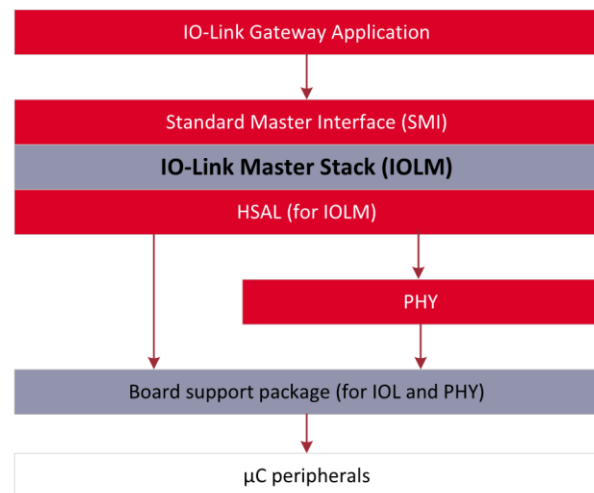 IO-Link Gateway Application
Standard Master Interface (SMI)
IO-Link Master Stack (IOLM)
HSAL (for IOLM)
PHY
Board support package (for IOL and PHY)
µC peripherals